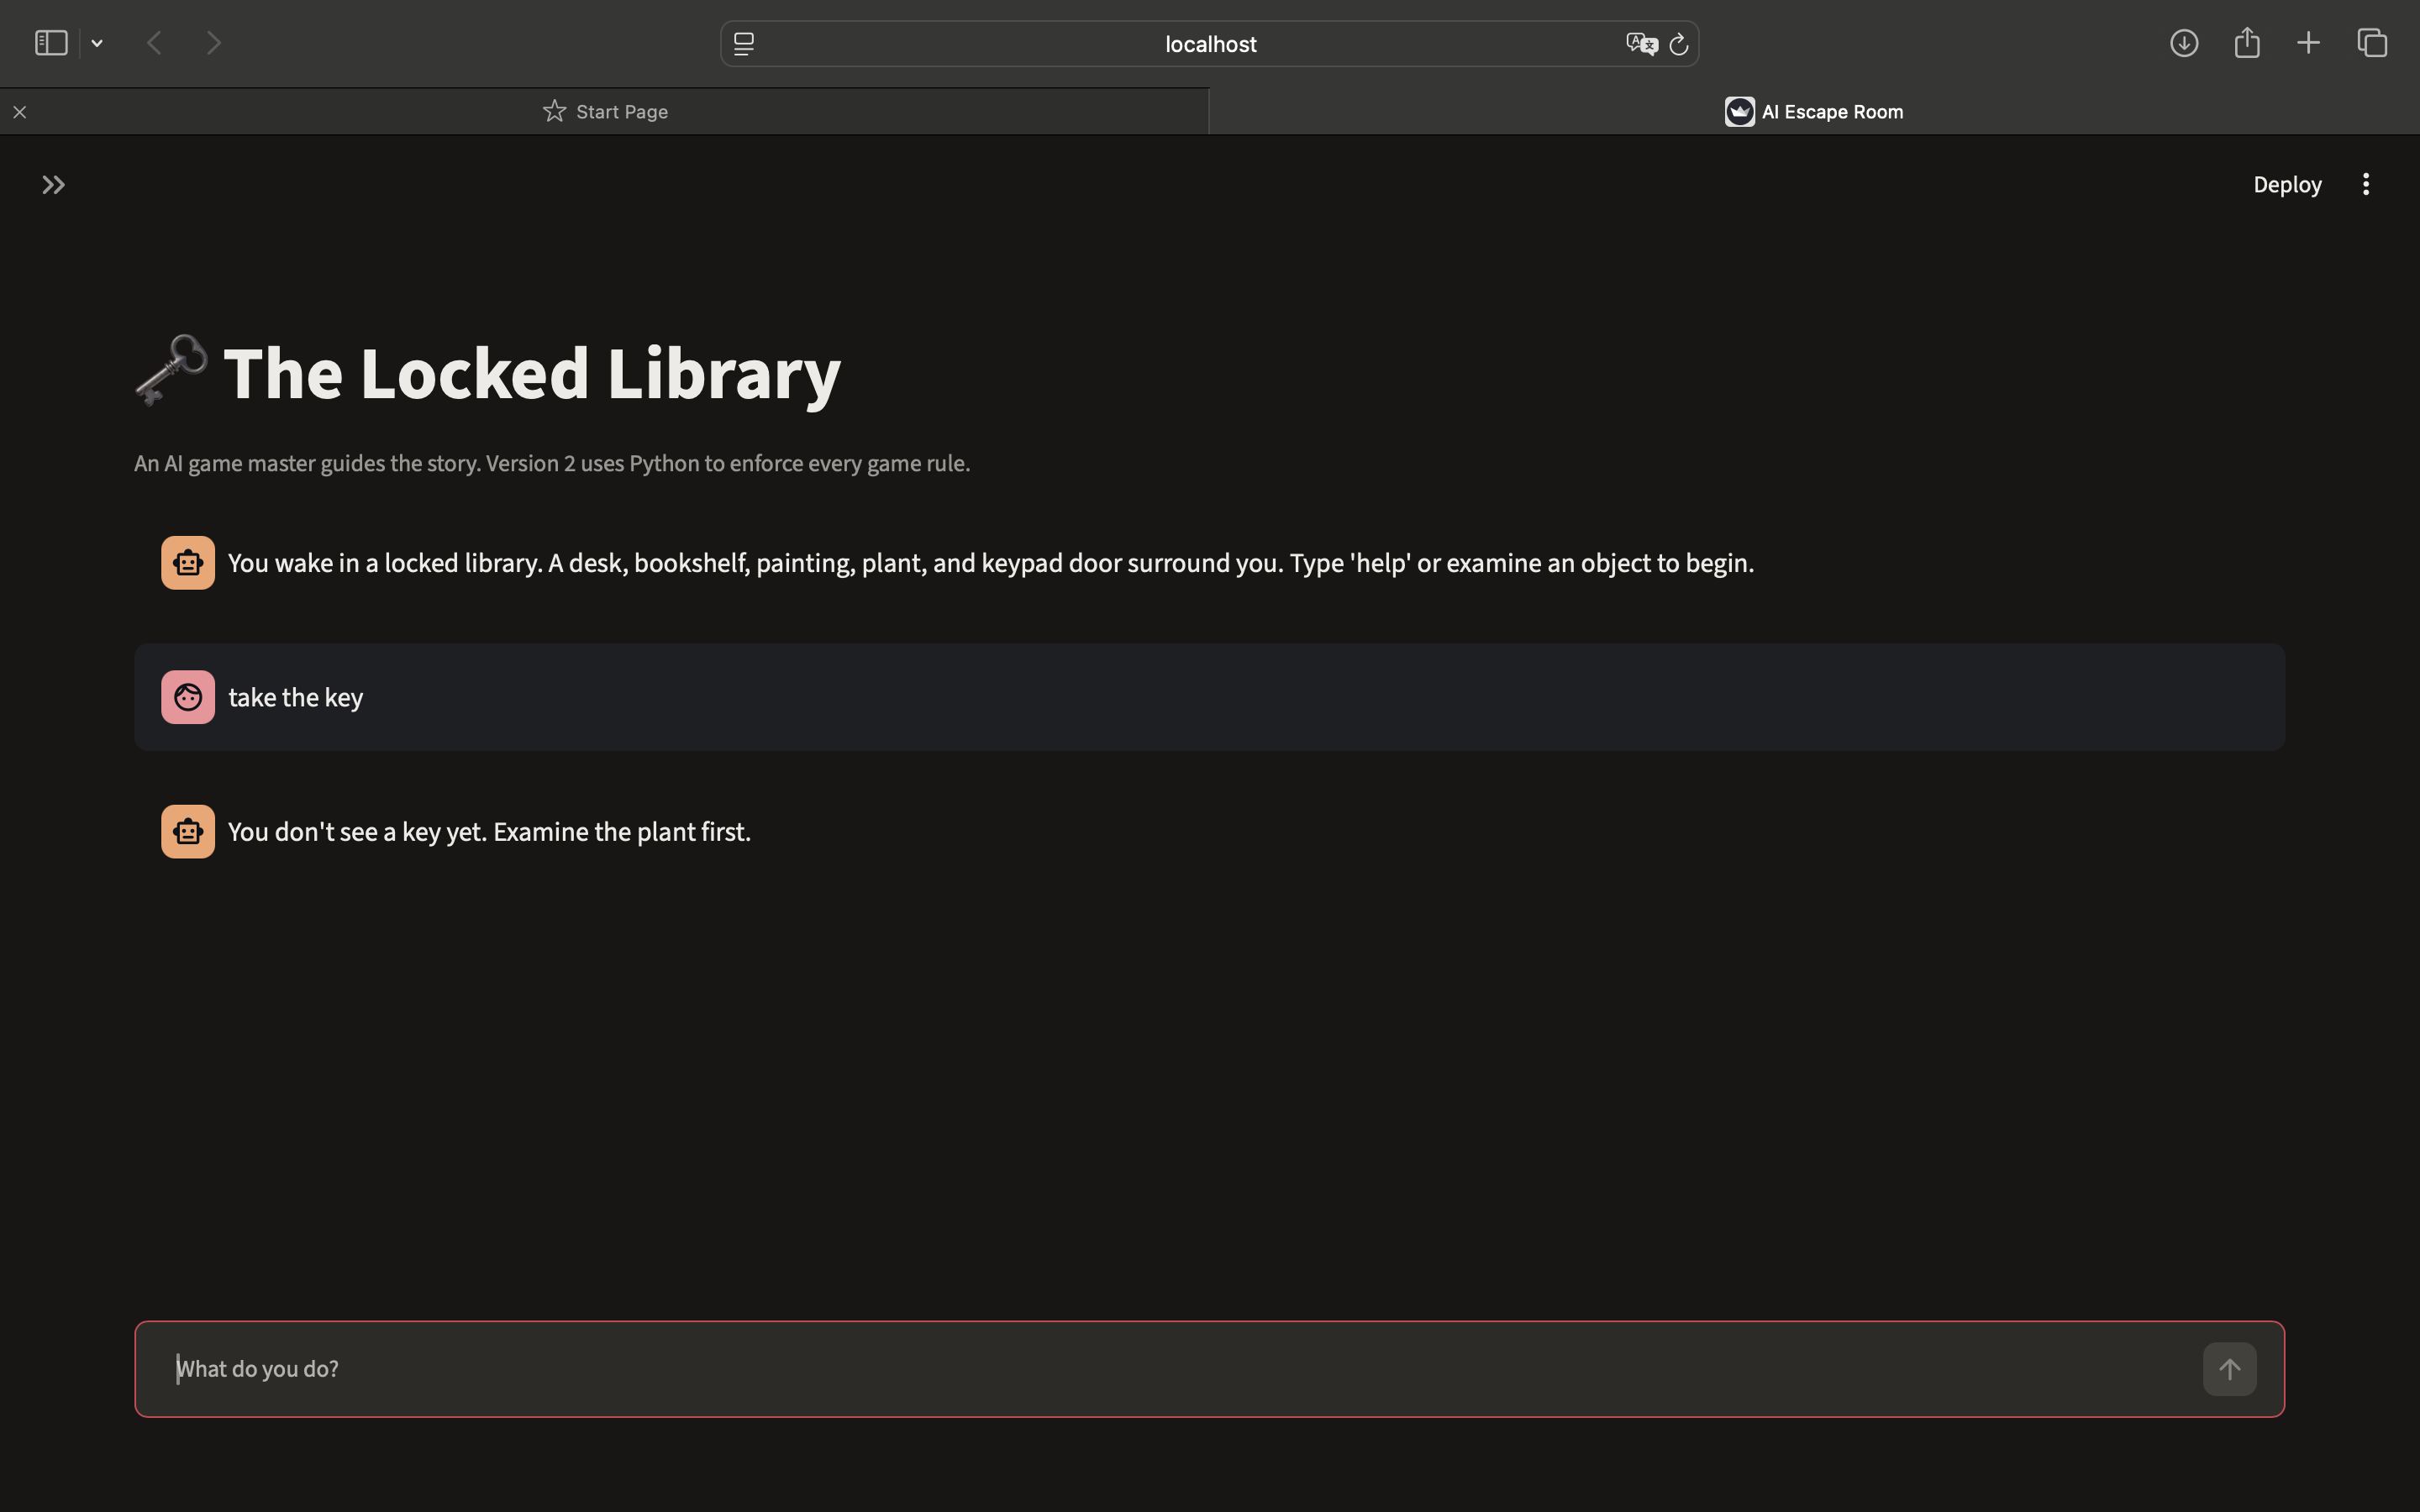 localhost
Start Page
AI Escape Room
Deploy
The Locked Library
An AI game master guides the story. Version 2 uses Python to enforce every game rule.
You wake in a locked library. A desk, bookshelf, painting, plant, and keypad door surround you. Type 'help' or examine an object to begin.
take the key
You don't see a key yet. Examine the plant first.
What do you do?